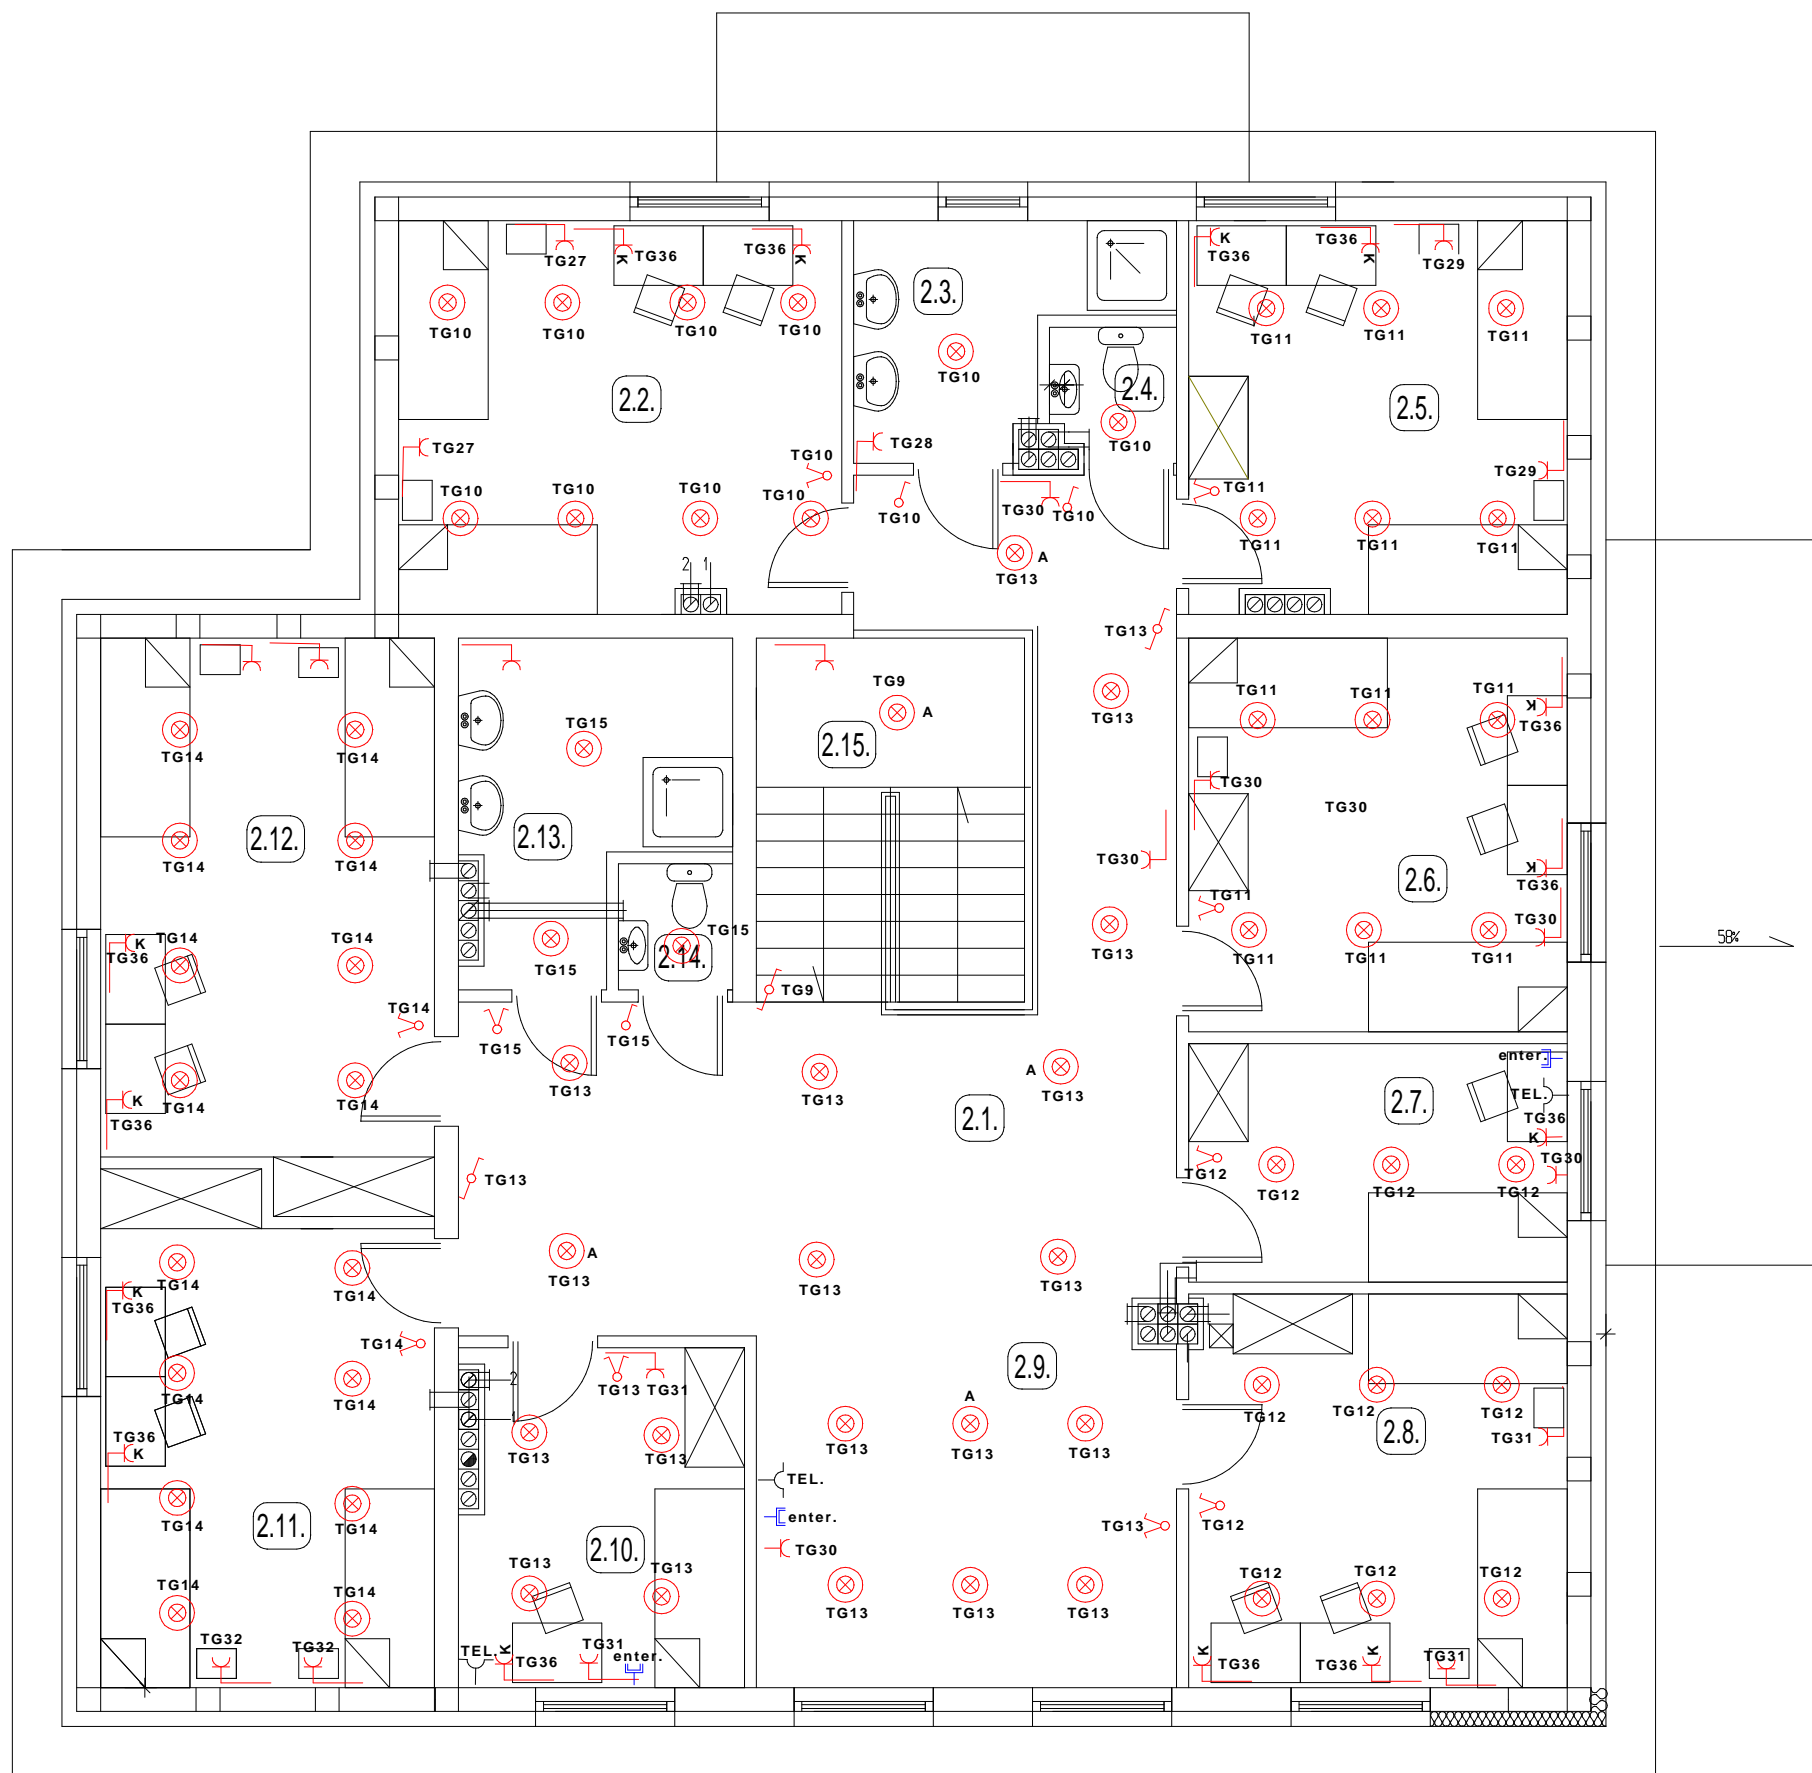 TG27
K
TG36
TG36
K
TG10
TG10
TG10
TG10
2.2.
TG27
TG10
TG10
TG10
TG10
TG10
2
1
2.3.
TG10
TG28
TG10
2.4.
TG10
TG30
TG10
A
TG13
K
TG36
TG36
K
TG29
TG11
TG11
TG11
2.5.
TG29
TG11
TG11
TG11
TG11
TG13
TG13
TG9
A
2.15.
TG9
TG15
2.13.
TG15
TG15
2.14.
TG15
TG15
TG14
TG14
2.12.
TG14
TG14
K
TG36
TG14
TG14
TG14
K
TG36
TG14
TG14
TG11
TG11
TG11
K
TG36
TG30
TG30
TG30
2.6.
K
TG36
TG11
TG30
TG13
TG11
TG11
TG11
58%
TG13
TG13
A
TG13
2.1.
TG13
A
TG13
TG13
TG13
enter.
2.7.
TEL.
TG36
K
TG30
TG12
TG12
TG12
TG12
TG14
TG14
K
TG36
TG14
TG14
TG14
TG36
K
2.11.
TG14
TG14
TG14
TG14
TG32
TG32
2
1
TG13
TG31
TG13
TG13
2.10.
TG13
TG13
TEL.
K
TG36
TG31
enter.
2.9.
A
TG13
TG13
TG13
TEL.
enter.
TG30
TG13
TG13
TG13
TG13
TG12
TG12
TG12
2.8.
TG31
TG12
TG12
TG12
TG12
K
TG36
TG36
K
TG31